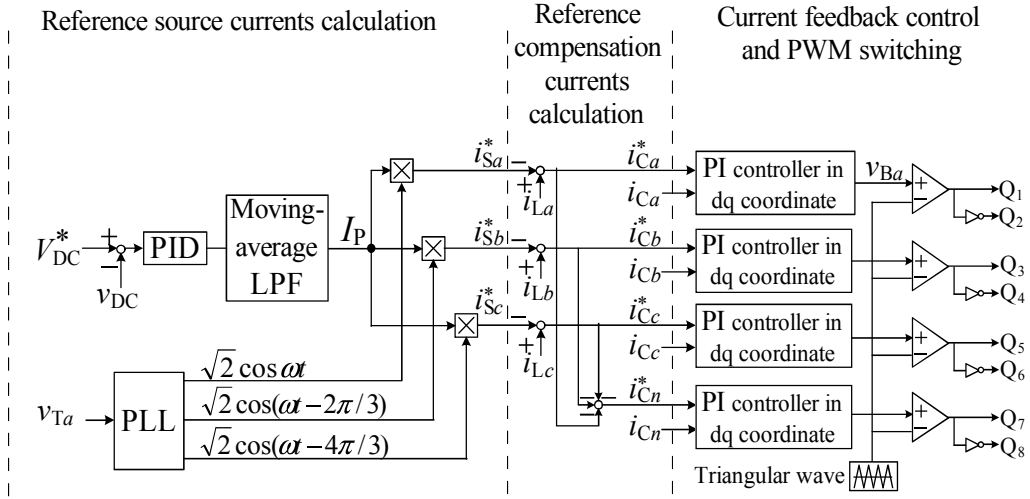 Reference source currents calculation
Reference
compensation
currents
calculation
Current feedback control
and PWM switching
V*DC
+
−
vDC
PID
Moving-
average
LPF
IP
vTa
PLL
√2 cos ωt
√2 cos(ωt − 2π/3)
√2 cos(ωt − 4π/3)
×
×
×
i*Sa
−
+
iLa
i*Sb
−
+
iLb
i*Sc
−
+
iLc
− −
−
i*Ca
iCa
i*Cb
iCb
i*Cc
iCc
i*Cn
iCn
PI controller in
dq coordinate
PI controller in
dq coordinate
PI controller in
dq coordinate
PI controller in
dq coordinate
vBa
+
−
+
−
+
−
+
−
Q1
Q2
Q3
Q4
Q5
Q6
Q7
Q8
Triangular wave